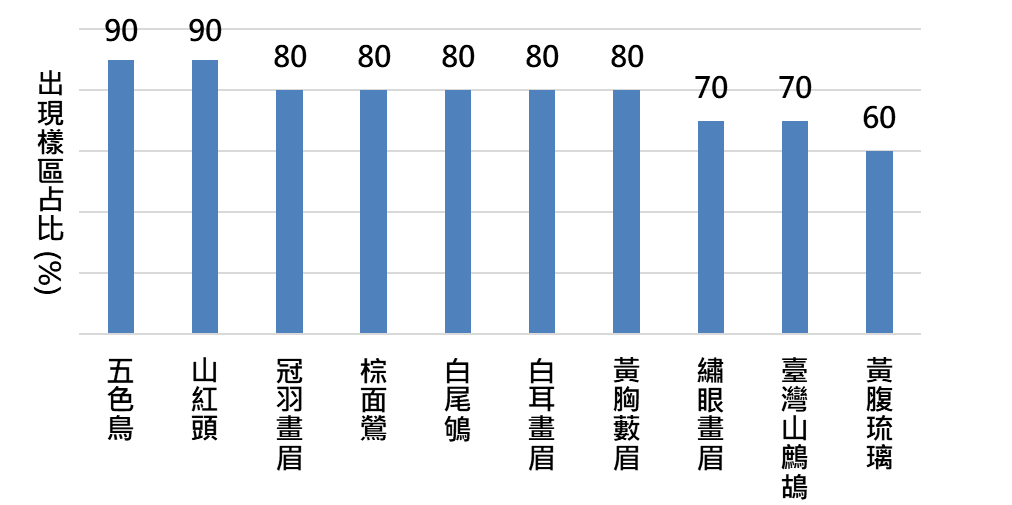 90
90
80
80
80
80
80
70
70
60
出現樣區占比 (%)
五色鳥
山紅頭
冠羽畫眉
棕面鶯
白尾鴝
白耳畫眉
黃胸藪眉
繡眼畫眉
臺灣山鷓鴣
黃腹琉璃